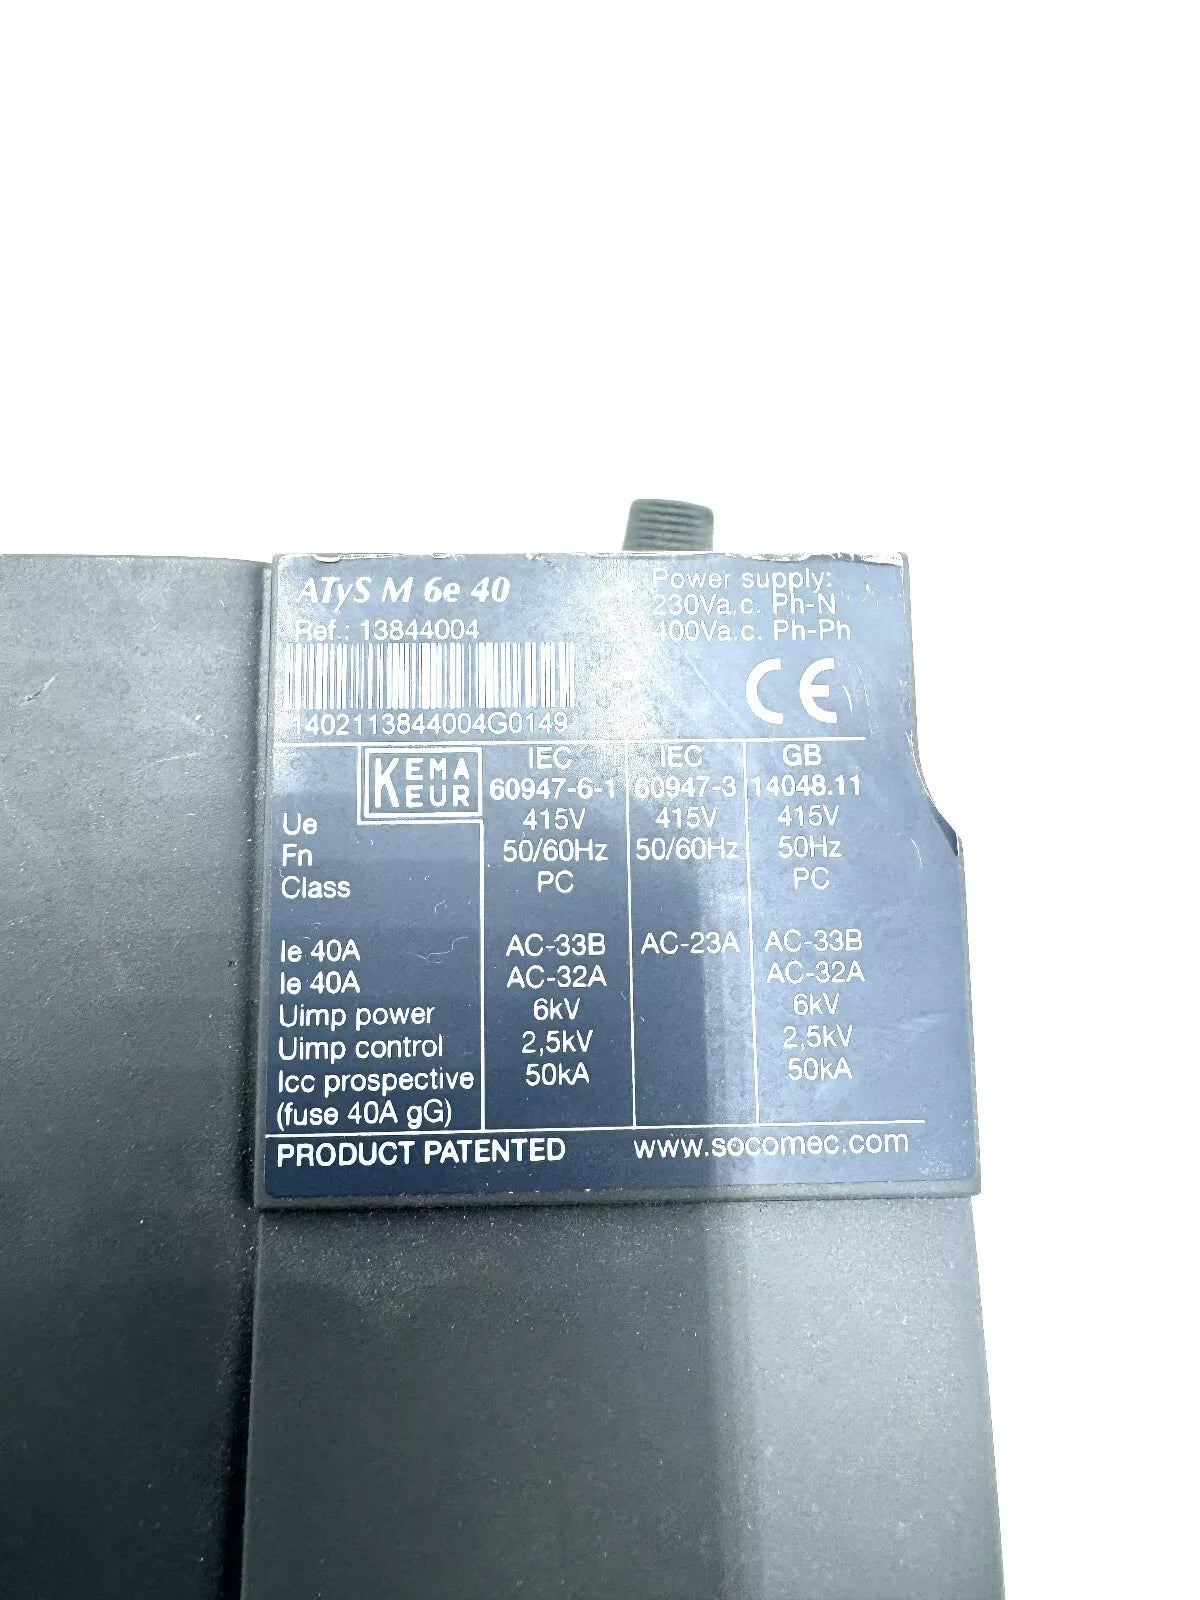 ATyS M 6e 40
Power supply:
230Va.c. Ph-N
400Va.c. Ph-Ph
Ref.: 13844004
1402113844004G0149
CE
KEMA EUR
IEC IEC GB
60947-6-1 60947-3 14048.11
Ue 415V 415V 415V
Fn 50/60Hz 50/60Hz 50Hz
Class PC PC
Ie 40A AC-33B AC-23A AC-33B
Ie 40A AC-32A AC-32A
Uimp power 6kV 6kV
Uimp control 2,5kV 2,5kV
Icc prospective 50kA 50kA
(fuse 40A gG)
PRODUCT PATENTED www.socomec.com